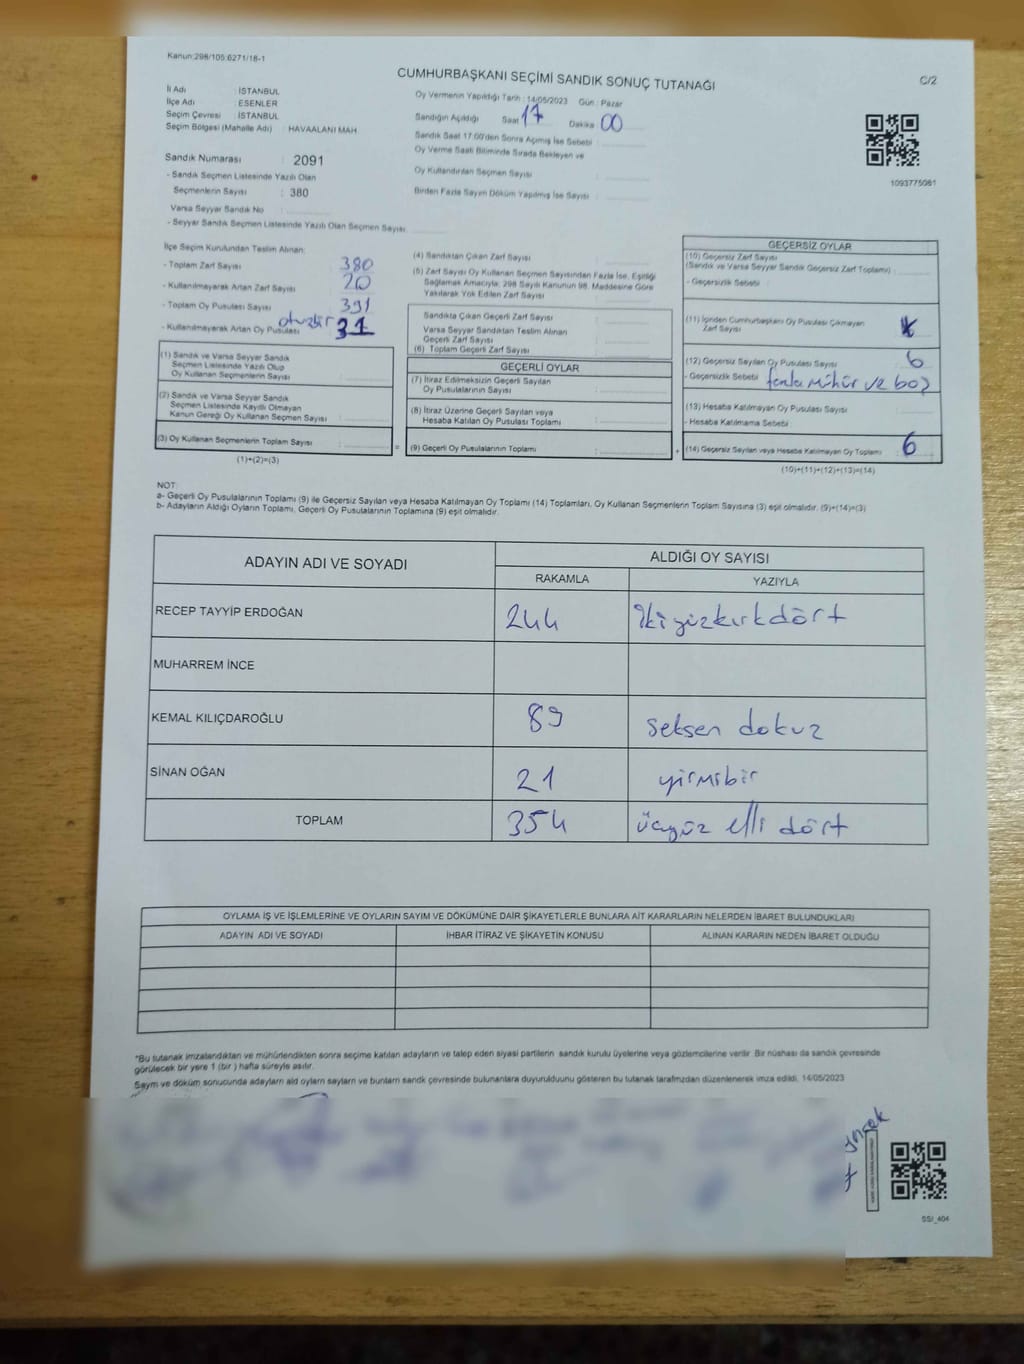 Kanun:298/105:6271/18-1
CUMHURBAŞKANI SEÇİMİ SANDIK SONUÇ TUTANAĞI
C/2
İl Adı : İSTANBUL
İlçe Adı : ESENLER
Seçim Çevresi : İSTANBUL
Seçim Bölgesi (Mahalle Adı) : HAVAALANI MAH.
Sandık Numarası : 2091
- Sandık Seçmen Listesinde Yazılı Olan
Seçmenlerin Sayısı : 380
Varsa Seyyar Sandık No :
- Seyyar Sandık Seçmen Listesinde Yazılı Olan Seçmen Sayısı:
Oy Vermenin Yapıldığı Tarih : 14/05/2023 Gün : Pazar
Sandığın Açıldığı Saat 17 Dakika 00
Sandık Saat 17:00'den Sonra Açılmış İse Sebebi :
Oy Verme Saati Bitiminde Sırada Bekleyen ve
Oy Kullandırılan Seçmen Sayısı :
Birden Fazla Sayım Döküm Yapılmış İse Sayısı :
1093775081
İlçe Seçim Kurulundan Teslim Alınan:
- Toplam Zarf Sayısı 380
- Kullanılmayarak Artan Zarf Sayısı 20
- Toplam Oy Pusulası Sayısı 391
- Kullanılmayarak Artan Oy Pusulası otuzbir 31
(1) Sandık ve Varsa Seyyar Sandık
Seçmen Listesinde Yazılı Olup
Oy Kullanan Seçmenlerin Sayısı :
(2) Sandık ve Varsa Seyyar Sandık
Seçmen Listesinde Kayıtlı Olmayan
Kanun Gereği Oy Kullanan Seçmen Sayısı :
(3) Oy Kullanan Seçmenlerin Toplam Sayısı :
(1)+(2)=(3)
(4) Sandıktan Çıkan Zarf Sayısı :
(5) Zarf Sayısı Oy Kullanan Seçmen Sayısından Fazla İse, Eşitliği
Sağlamak Amacıyla; 298 Sayılı Kanunun 98. Maddesine Göre
Yakılarak Yok Edilen Zarf Sayısı :
Sandıkta Çıkan Geçerli Zarf Sayısı :
Varsa Seyyar Sandıktan Teslim Alınan
Geçerli Zarf Sayısı :
(6) Toplam Geçerli Zarf Sayısı :
GEÇERLİ OYLAR
(7) İtiraz Edilmeksizin Geçerli Sayılan
Oy Pusulalarının Sayısı :
(8) İtiraz Üzerine Geçerli Sayılan veya
Hesaba Katılan Oy Pusulası Toplamı :
= (9) Geçerli Oy Pusulalarının Toplamı :
GEÇERSİZ OYLAR
(10) Geçersiz Zarf Sayısı
(Sandık ve Varsa Seyyar Sandık Geçersiz Zarf Toplamı) :
- Geçersizlik Sebebi :
(11) İçinden Cumhurbaşkanı Oy Pusulası Çıkmayan
Zarf Sayısı
(12) Geçersiz Sayılan Oy Pusulası Sayısı : 6
- Geçersizlik Sebebi : fazla mühür ve boş
(13) Hesaba Katılmayan Oy Pusulası Sayısı :
- Hesaba Katılmama Sebebi :
+ (14) Geçersiz Sayılan veya Hesaba Katılmayan Oy Toplamı : 6
(10)+(11)+(12)+(13)=(14)
NOT:
a- Geçerli Oy Pusulalarının Toplamı (9) ile Geçersiz Sayılan veya Hesaba Katılmayan Oy Toplamı (14) Toplamları, Oy Kullanan Seçmenlerin Toplam Sayısına (3) eşit olmalıdır. (9)+(14)=(3)
b- Adayların Aldığı Oyların Toplamı, Geçerli Oy Pusulalarının Toplamına (9) eşit olmalıdır.
ADAYIN ADI VE SOYADI
ALDIĞI OY SAYISI
RAKAMLA YAZIYLA
RECEP TAYYİP ERDOĞAN 244 ikiyüzkırkdört
MUHARREM İNCE
KEMAL KILIÇDAROĞLU 89 seksen dokuz
SİNAN OĞAN 21 yirmibir
TOPLAM 354 üçyüz elli dört
OYLAMA İŞ VE İŞLEMLERİNE VE OYLARIN SAYIM VE DÖKÜMÜNE DAİR ŞİKAYETLERLE BUNLARA AİT KARARLARIN NELERDEN İBARET BULUNDUKLARI
ADAYIN ADI VE SOYADI İHBAR İTİRAZ VE ŞİKAYETİN KONUSU ALINAN KARARIN NEDEN İBARET OLDUĞU
*Bu tutanak imzalandıktan ve mühürlendikten sonra seçime katılan adayların ve talep eden siyasi partilerin sandık kurulu üyelerine veya gözlemcilerine verilir. Bir nüshası da sandık çevresinde
görülecek bir yere 1 (bir ) hafta süreyle asılır.
Sayım ve döküm sonucunda adayların ald oyların sayıları ve bunların sandk çevresinde bulunanlara duyurulduunu gösteren bu tutanak tarafmzdan düzenlenerek imza edildi. 14/05/2023
SSI_404